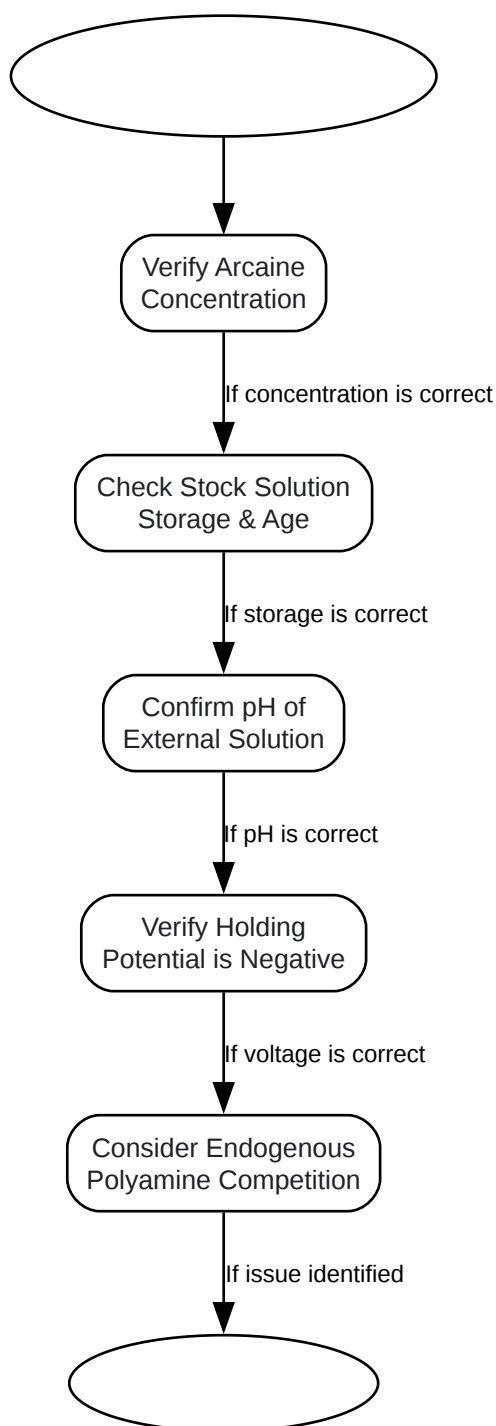 Verify Arcaine
Concentration
If concentration is correct
Check Stock Solution
Storage & Age
If storage is correct
Confirm pH of
External Solution
If pH is correct
Verify Holding
Potential is Negative
If voltage is correct
Consider Endogenous
Polyamine Competition
If issue identified